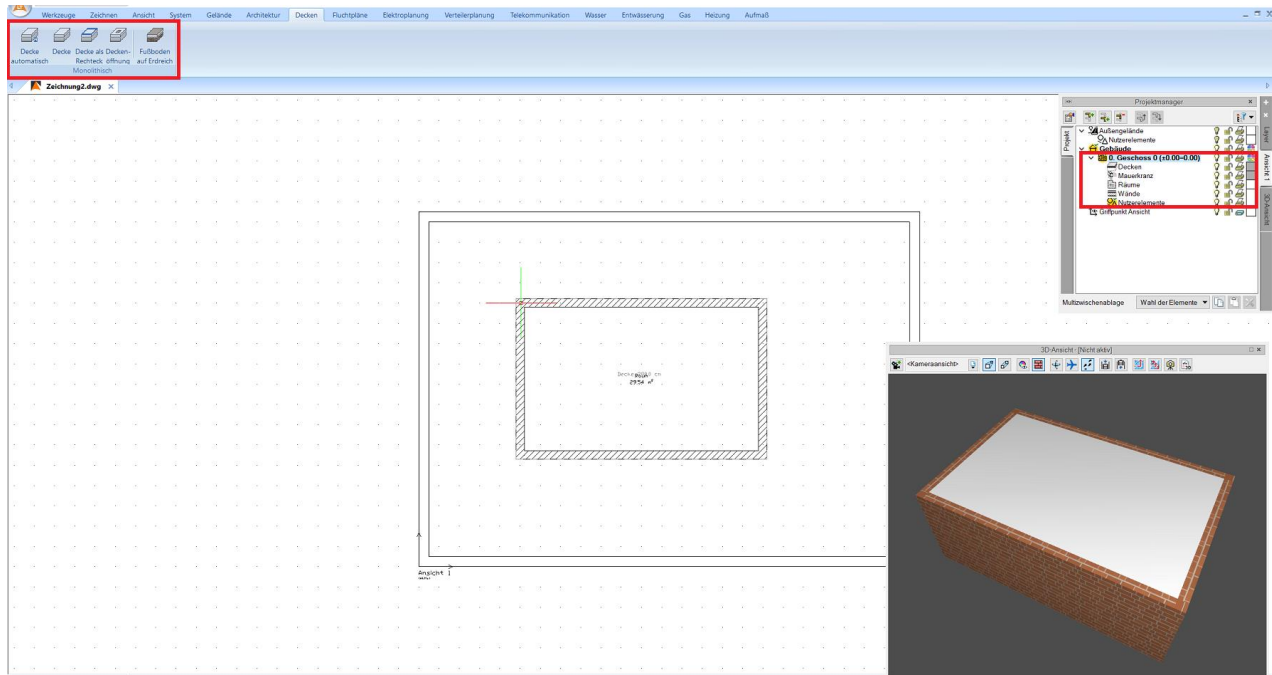 Werkzeuge Zeichnen Ansicht System Gelände Architektur Decken Fluchtpläne Elektroplanung Verteilerplanung Telekommunikation Wasser Entwässerung Gas Heizung Aufmaß
Decke automatisch
Decke
Decke als Rechteck
Decken-öffnung
Fußboden auf Erdreich
Monolithisch
Zeichnung2.dwg
Projektmanager
Projekt
Außengelände
Nutzerelemente
Gebäude
0. Geschoss 0 (±0.00–0.00)
Decken
Mauerkranz
Räume
Wände
Nutzerelemente
Griffpunkt Ansicht
Layer
Ansicht 1
3D-Ansicht
Multizwischenablage Wahl der Elemente
29.54 m²
Ansicht 1
3D-Ansicht - [Nicht aktiv]
<Kameraansicht>